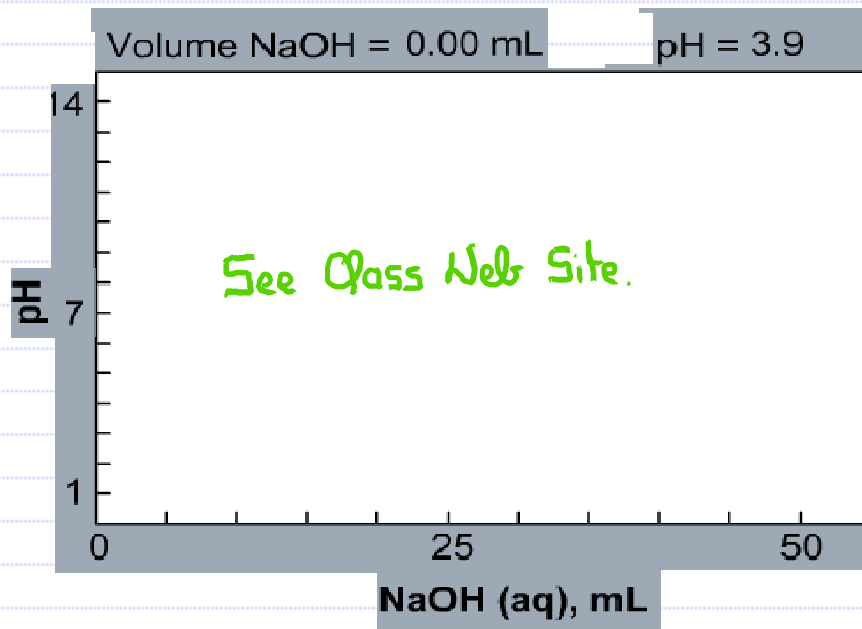 Volume NaOH = 0.00 mL pH = 3.9
14
See Class Web Site.
pH
7
1
0 25 50
NaOH (aq), mL